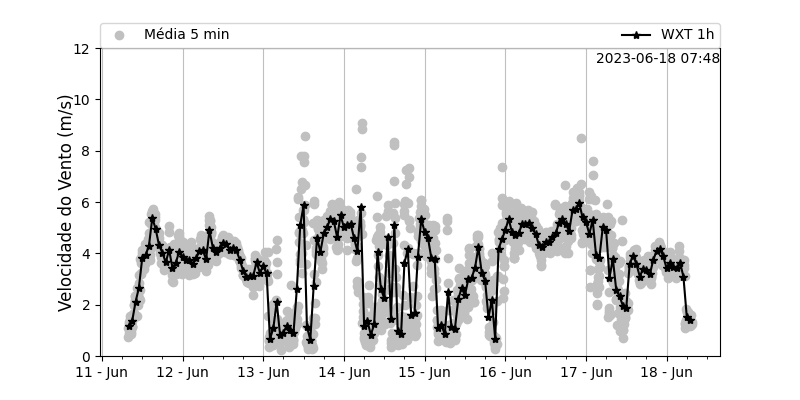 Média 5 min
WXT 1h
2023-06-18 07:48
Velocidade do Vento (m/s)
12
10
8
6
4
2
0
11 - Jun
12 - Jun
13 - Jun
14 - Jun
15 - Jun
16 - Jun
17 - Jun
18 - Jun